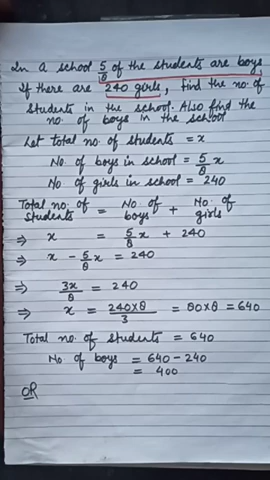 In a school 5/8 of the students are boys
If there are 240 girls, find the no. of
students in the school. Also find the
no. of boys in the school
Let total no. of students = x
No. of boys in school = 5/8 x
No of girls in school = 240
Total no. of students = No. of boys + No. of girls
⇒ x = 5/8 x + 240
⇒ x - 5/8 x = 240
⇒ 3x/8 = 240
⇒ x = 240×8/3 = 80×8 = 640
Total no. of students = 640
No. of boys = 640 - 240
= 400
OR